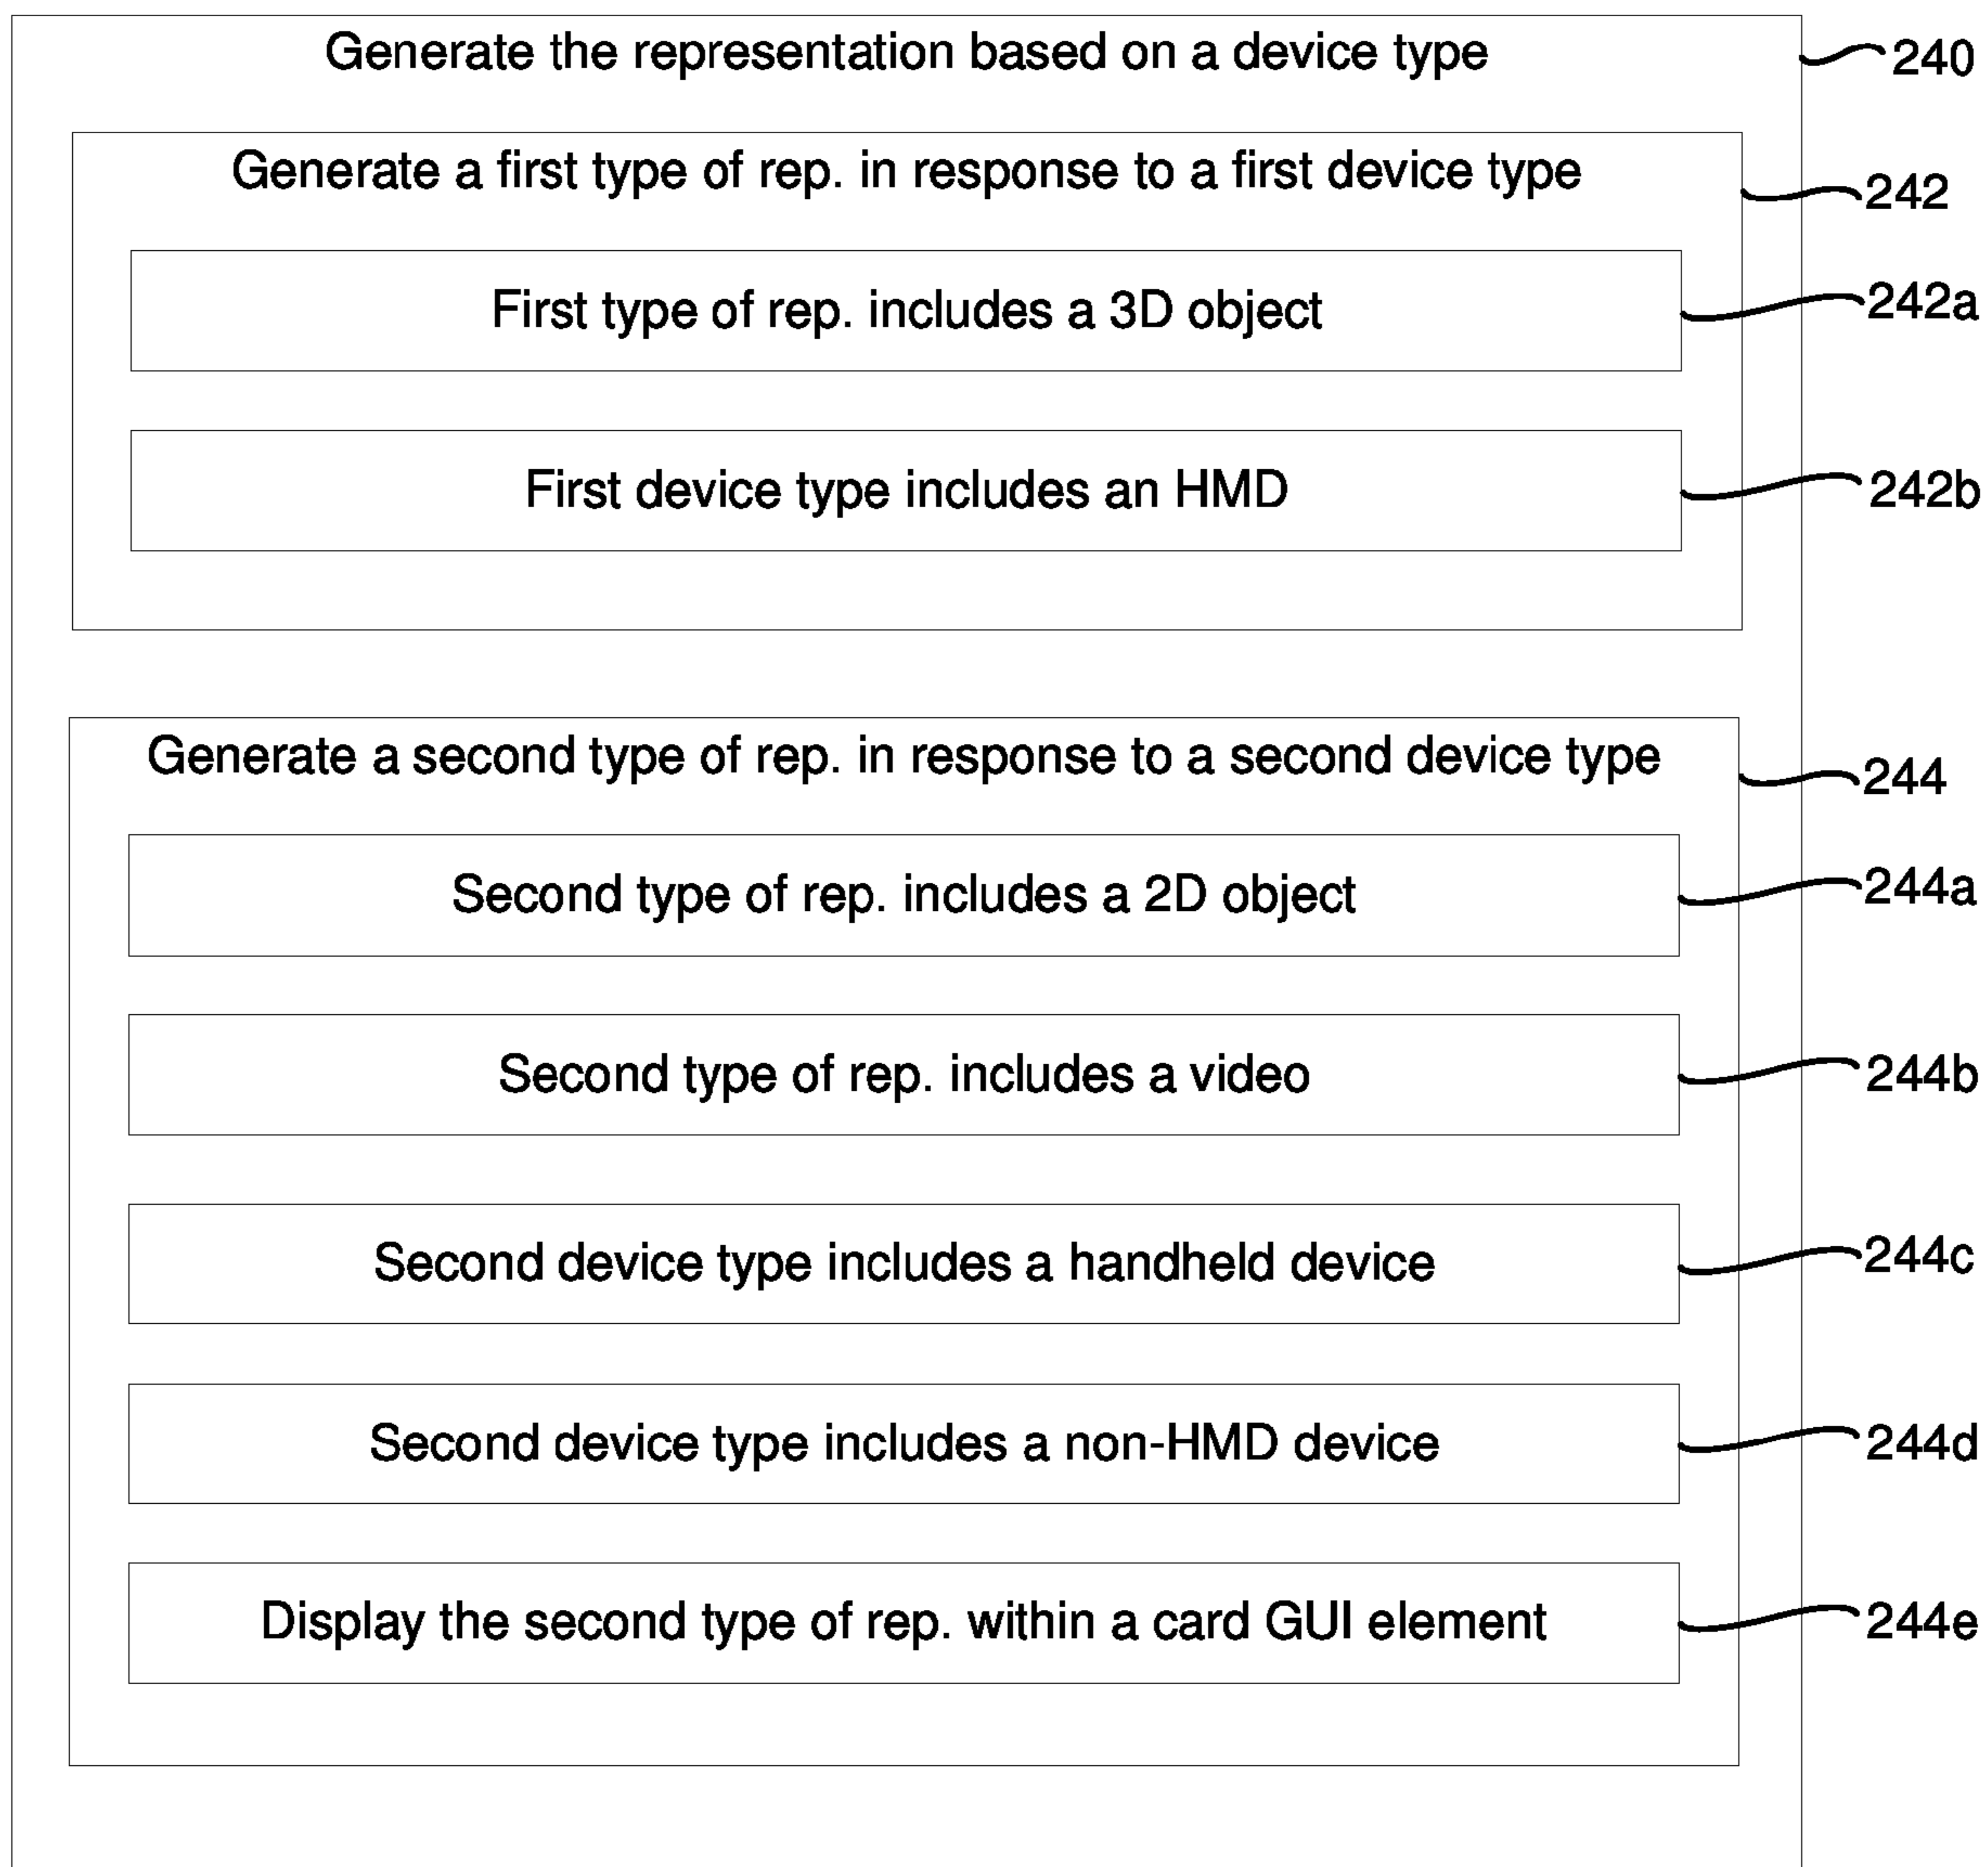 Generate the representation based on a device type
240
Generate a first type of rep. in response to a first device type
242
First type of rep. includes a 3D object
242a
First device type includes an HMD
242b
Generate a second type of rep. in response to a second device type
244
Second type of rep. includes a 2D object
244a
Second type of rep. includes a video
244b
Second device type includes a handheld device
244c
Second device type includes a non-HMD device
244d
Display the second type of rep. within a card GUI element
244e